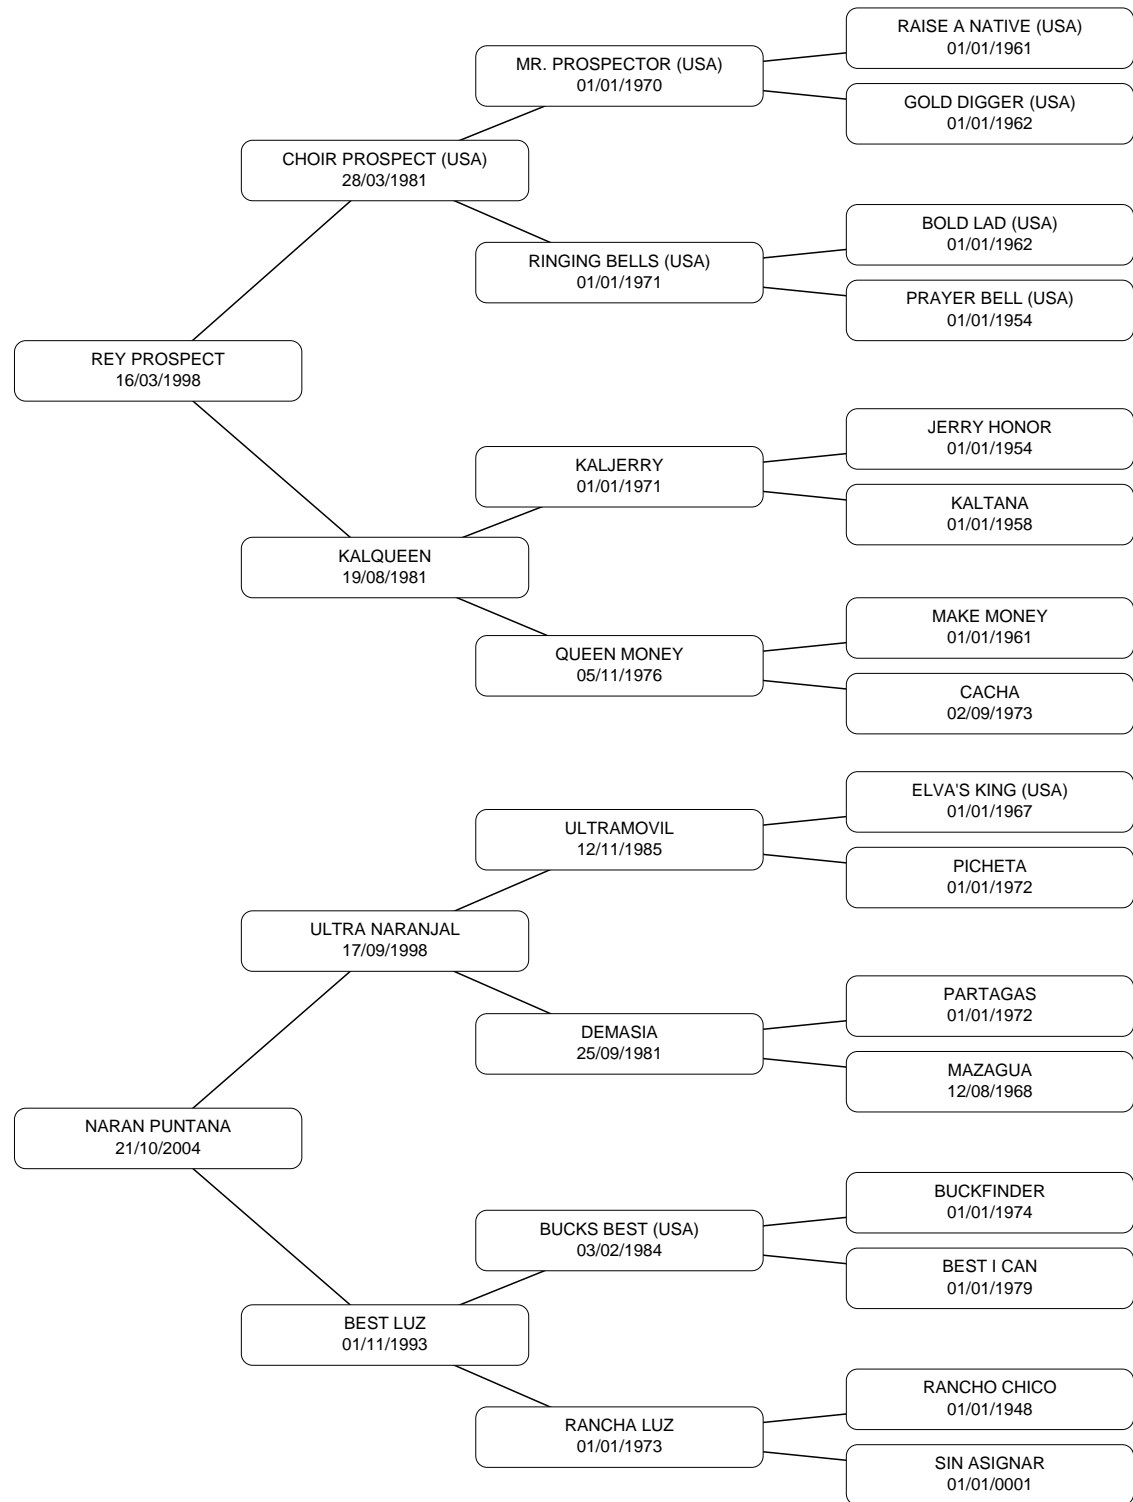 RAISE A NATIVE (USA)
01/01/1961
MR. PROSPECTOR (USA)
01/01/1970
GOLD DIGGER (USA)
01/01/1962
CHOIR PROSPECT (USA)
28/03/1981
BOLD LAD (USA)
01/01/1962
RINGING BELLS (USA)
01/01/1971
PRAYER BELL (USA)
01/01/1954
REY PROSPECT
16/03/1998
JERRY HONOR
01/01/1954
KALJERRY
01/01/1971
KALTANA
01/01/1958
KALQUEEN
19/08/1981
MAKE MONEY
01/01/1961
QUEEN MONEY
05/11/1976
CACHA
02/09/1973
ELVA'S KING (USA)
01/01/1967
ULTRAMOVIL
12/11/1985
PICHETA
01/01/1972
ULTRA NARANJAL
17/09/1998
PARTAGAS
01/01/1972
DEMASIA
25/09/1981
MAZAGUA
12/08/1968
NARAN PUNTANA
21/10/2004
BUCKFINDER
01/01/1974
BUCKS BEST (USA)
03/02/1984
BEST I CAN
01/01/1979
BEST LUZ
01/11/1993
RANCHO CHICO
01/01/1948
RANCHA LUZ
01/01/1973
SIN ASIGNAR
01/01/0001